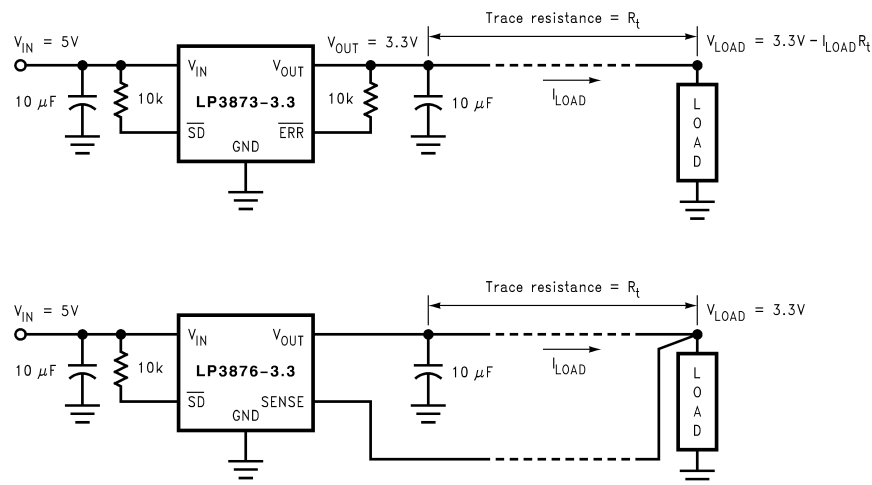 Trace resistance = Rt
VIN = 5V
VOUT = 3.3V
VLOAD = 3.3V - ILOADRt
VIN
VOUT
10 μF
10k
LP3873-3.3
10k
10 μF
ILOAD
SD
ERR
GND
LOAD
Trace resistance = Rt
VIN = 5V
VLOAD = 3.3V
VIN
VOUT
10 μF
10k
LP3876-3.3
10 μF
ILOAD
SD
SENSE
GND
LOAD